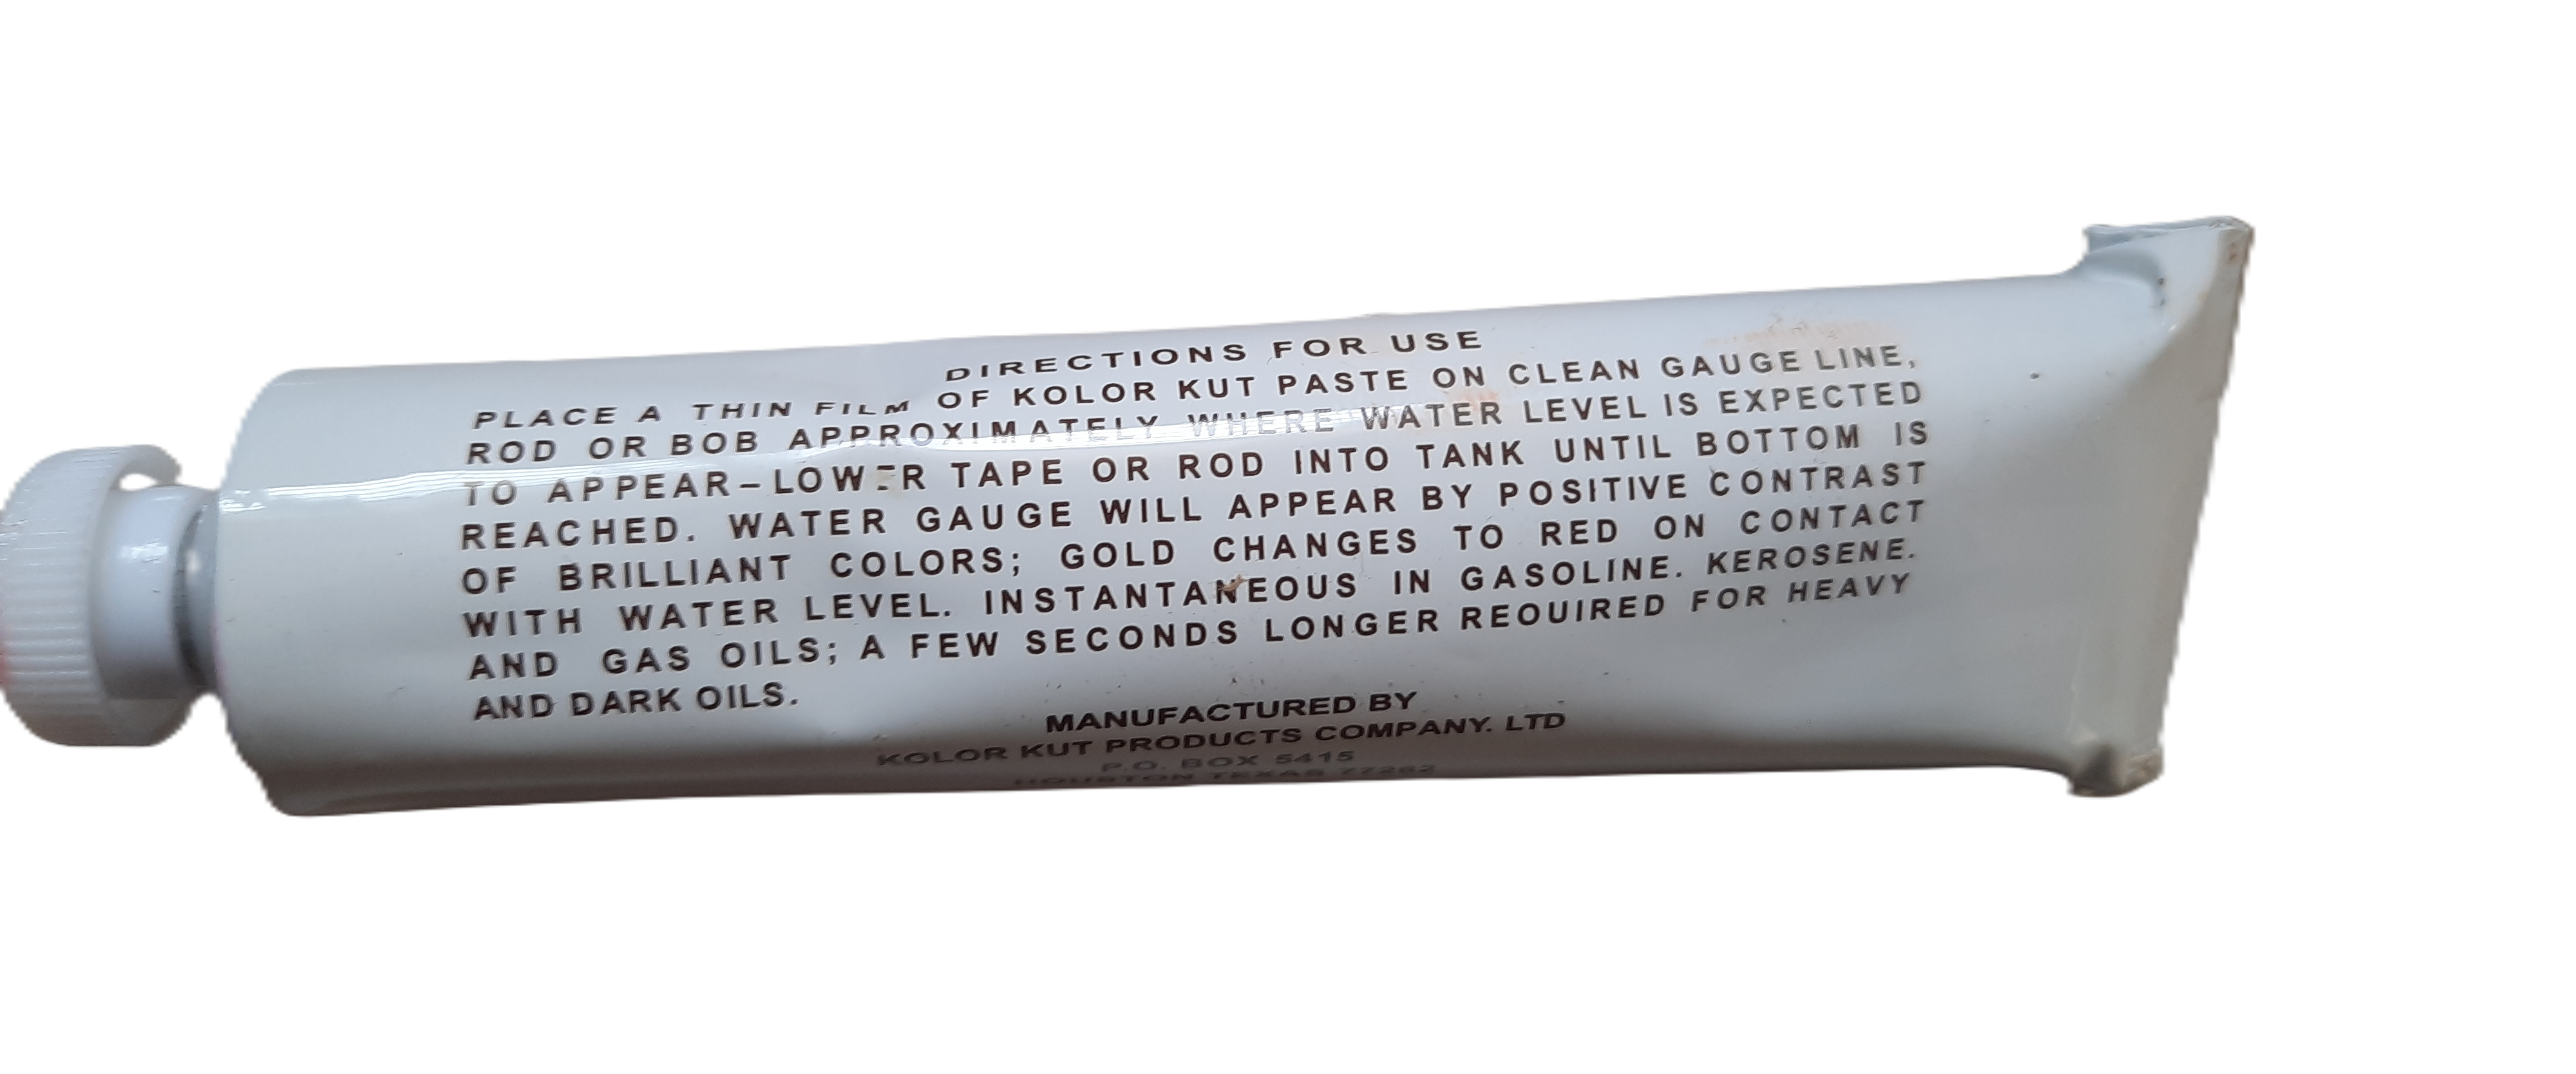 DIRECTIONS FOR USE
PLACE A THIN FILM OF KOLOR KUT PASTE ON CLEAN GAUGE LINE,
ROD OR BOB APPROXIMATELY WHERE WATER LEVEL IS EXPECTED
TO APPEAR–LOWER TAPE OR ROD INTO TANK UNTIL BOTTOM IS
REACHED. WATER GAUGE WILL APPEAR BY POSITIVE CONTRAST
OF BRILLIANT COLORS; GOLD CHANGES TO RED ON CONTACT
WITH WATER LEVEL. INSTANTANEOUS IN GASOLINE. KEROSENE.
AND GAS OILS; A FEW SECONDS LONGER REOUIRED FOR HEAVY
AND DARK OILS.
MANUFACTURED BY
KOLOR KUT PRODUCTS COMPANY. LTD
P.O. BOX 5415
HOUSTON TEXAS 77262